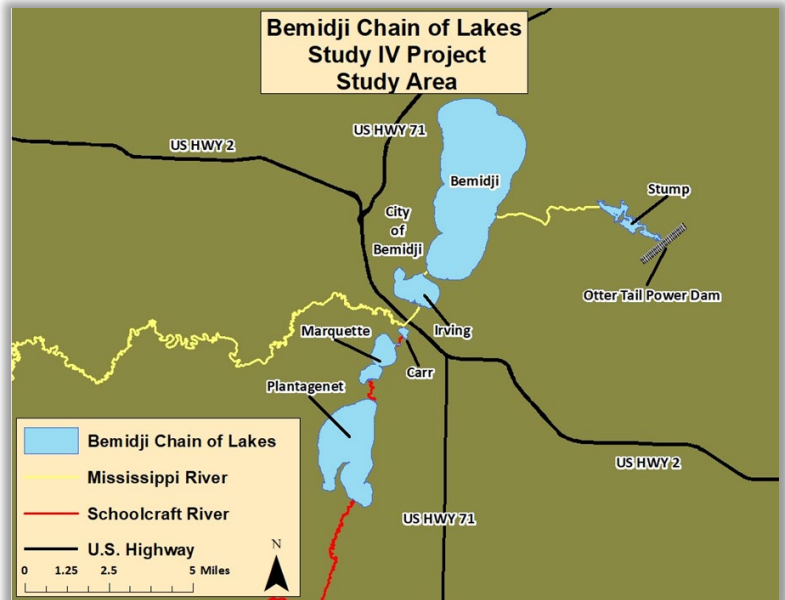 Bemidji Chain of Lakes
Study IV Project
Study Area
US HWY 71
US HWY 2
Bemidji
Stump
City
of
Bemidji
Otter Tail Power Dam
Marquette
Irving
Carr
Plantagenet
Bemidji Chain of Lakes
Mississippi River
Schoolcraft River
U.S. Highway
0 1.25 2.5 5 Miles
N
US HWY 2
US HWY 71